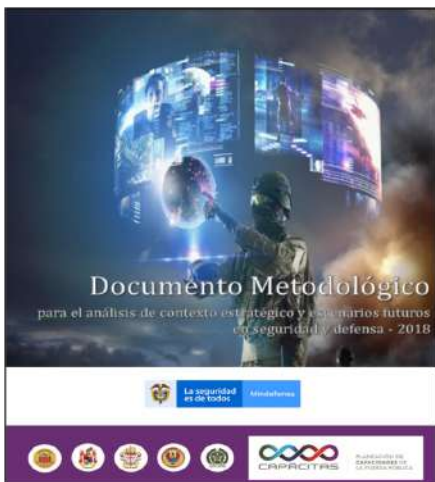 Documento Metodológico
para el análisis de contexto estratégico y escenarios futuros
en seguridad y defensa - 2018
La seguridad
es de todos
Mindefensa
CAPACITAS
PLANEACIÓN POR
CAPACIDADES DE
LA FUERZA PÚBLICA